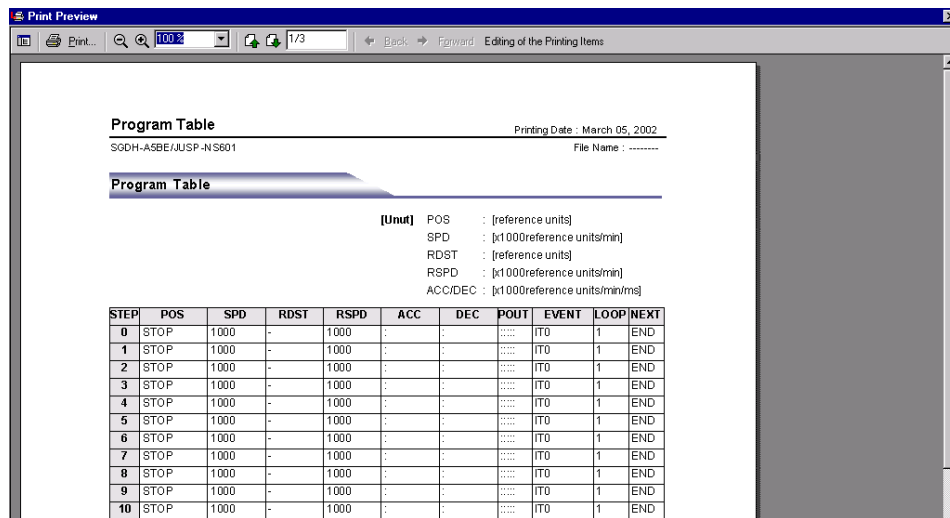 Print Preview
Print... 100 % 1/3 Back Forward Editing of the Printing Items
Program Table
Printing Date : March 05, 2002
SGDH-A5BE/JUSP-NS601 File Name : --------
Program Table
[Unut] POS : [reference units]
SPD : [x1000reference units/min]
RDST : [reference units]
RSPD : [x1000reference units/min]
ACC/DEC : [x1000reference units/min/ms]
STEP POS SPD RDST RSPD ACC DEC POUT EVENT LOOP NEXT
0 STOP 1000 - 1000 : : ::::: IT0 1 END
1 STOP 1000 - 1000 : : ::::: IT0 1 END
2 STOP 1000 - 1000 : : ::::: IT0 1 END
3 STOP 1000 - 1000 : : ::::: IT0 1 END
4 STOP 1000 - 1000 : : ::::: IT0 1 END
5 STOP 1000 - 1000 : : ::::: IT0 1 END
6 STOP 1000 - 1000 : : ::::: IT0 1 END
7 STOP 1000 - 1000 : : ::::: IT0 1 END
8 STOP 1000 - 1000 : : ::::: IT0 1 END
9 STOP 1000 - 1000 : : ::::: IT0 1 END
10 STOP 1000 - 1000 : : ::::: IT0 1 END